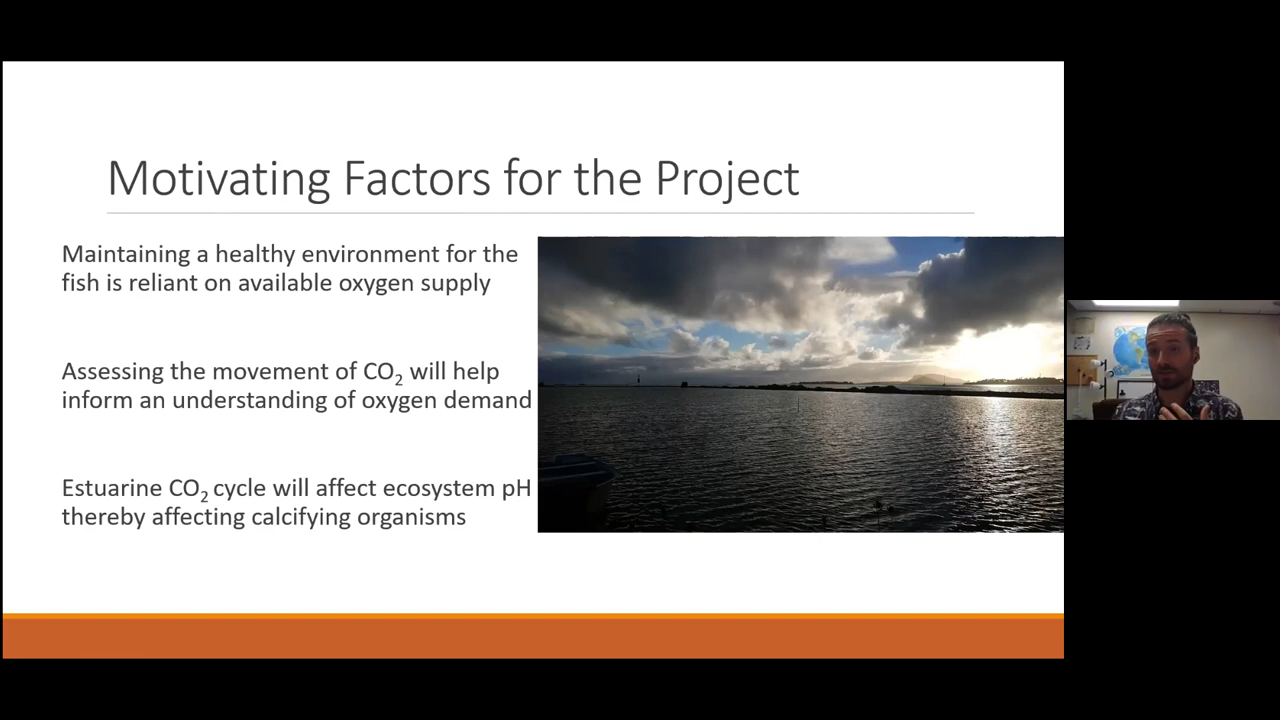 Motivating Factors for the Project
Maintaining a healthy environment for the
fish is reliant on available oxygen supply
Assessing the movement of CO₂ will help
inform an understanding of oxygen demand
Estuarine CO₂ cycle will affect ecosystem pH
thereby affecting calcifying organisms